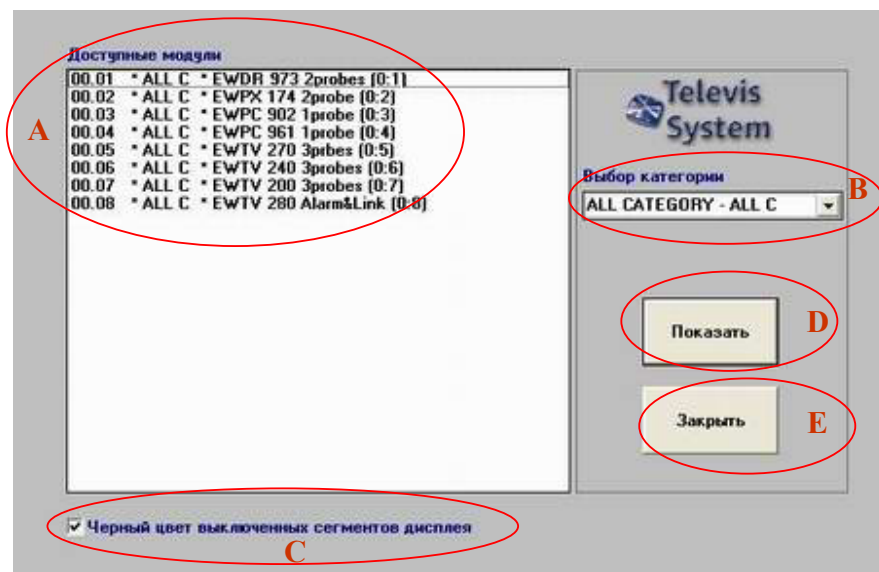 Доступные модули
00.01 * ALL C * EWDR 973 2probes (0:1)
00.02 * ALL C * EWPX 174 2probe (0:2)
00.03 * ALL C * EWPC 902 1probe (0:3)
00.04 * ALL C * EWPC 961 1probe (0:4)
00.05 * ALL C * EWTV 270 3prbes (0:5)
00.06 * ALL C * EWTV 240 3probes (0:6)
00.07 * ALL C * EWTV 200 3probes (0:7)
00.08 * ALL C * EWTV 280 Alarm&Link (0:8)
A
Televis
System
Выбор категории
ALL CATEGORY - ALL C
B
Показать
D
Закрыть
E
Черный цвет выключенных сегментов дисплея
C